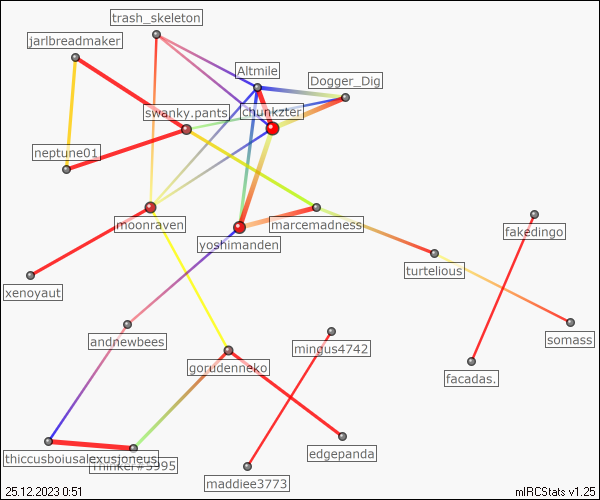 trash_skeleton
jarlbreadmaker
Altmile
Dogger_Dig
swanky.pants
chunkzter
neptune01
moonraven
marcemadness
fakedingo
yoshimanden
turtelious
xenoyaut
andnewbees
mingus4742
somass
gorudenneko
facadas.
edgepanda
thiccusboiusalexusjoneus
Thinker#5995
maddiee3773
25.12.2023 0:51
mIRCStats v1.25